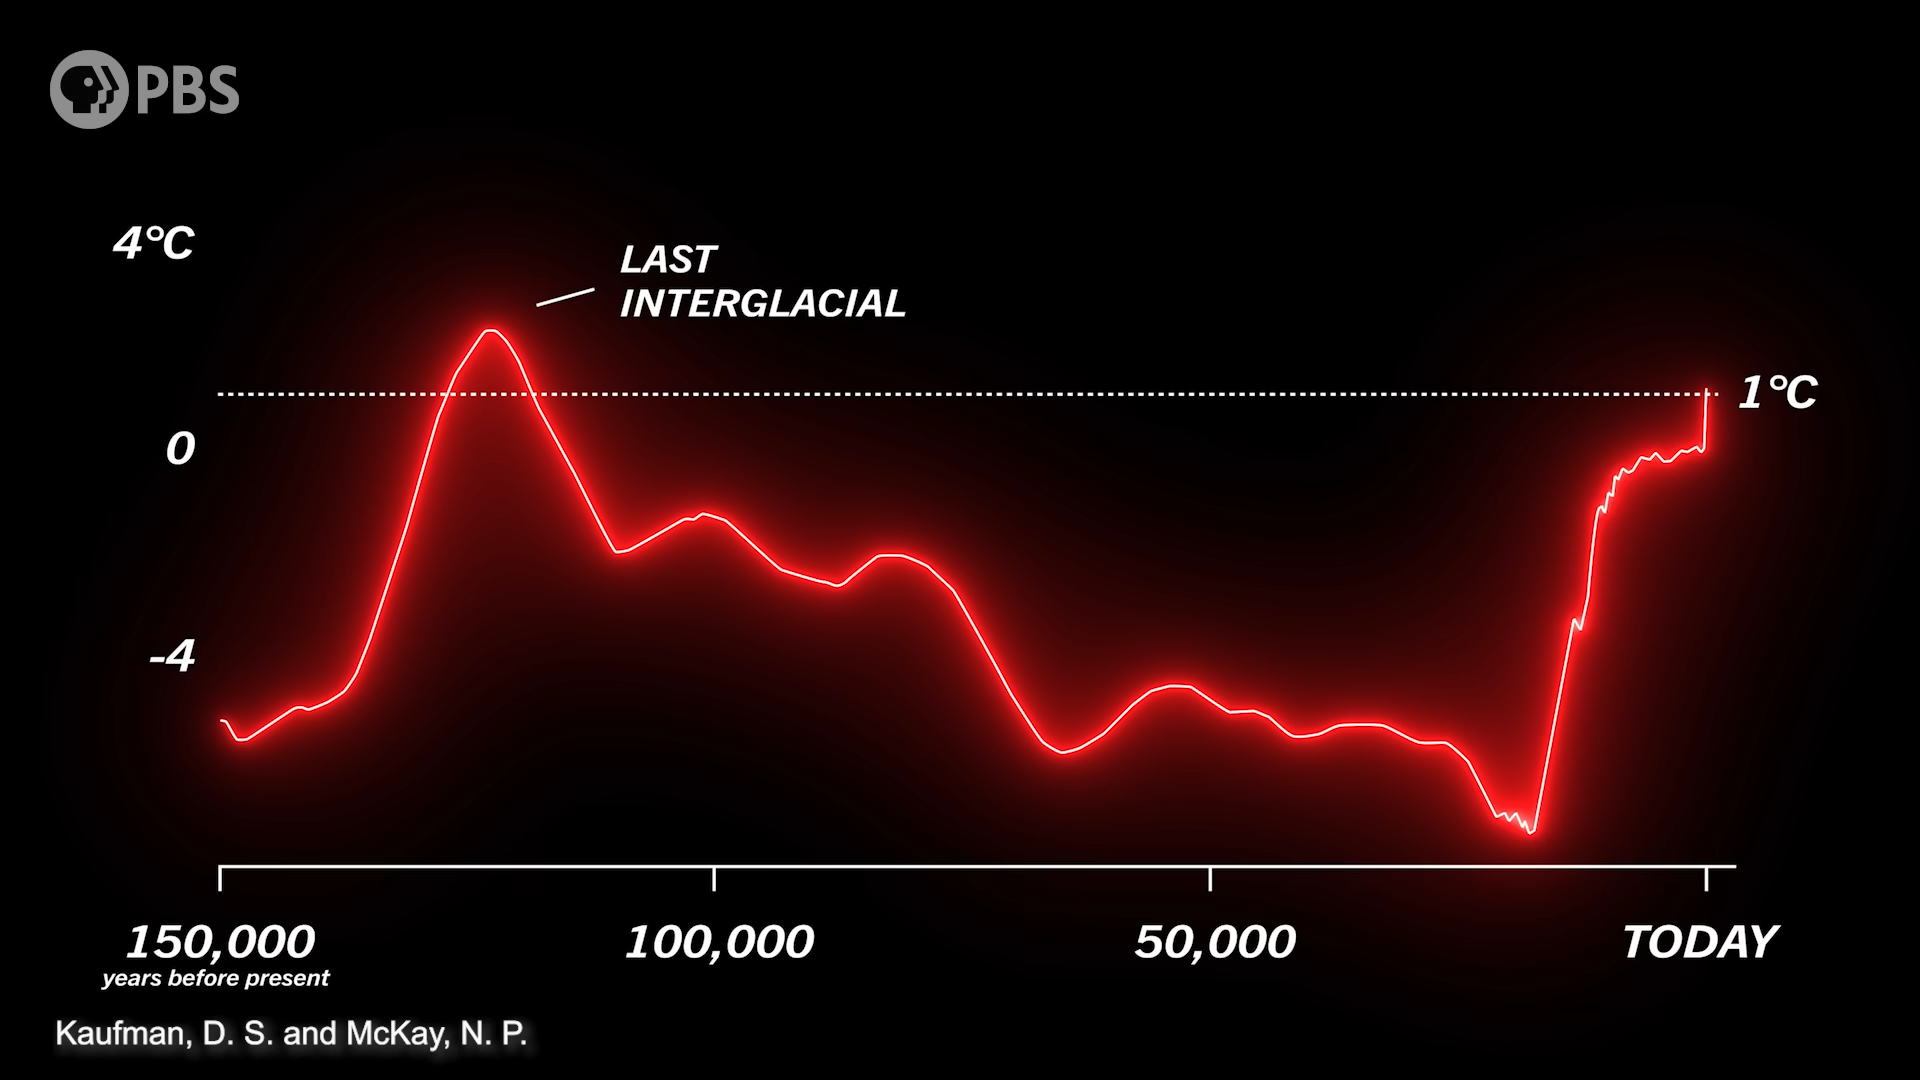 PBS
4°C
LAST
INTERGLACIAL
1°C
0
-4
150,000
years before present
100,000
50,000
TODAY
Kaufman, D. S. and McKay, N. P.